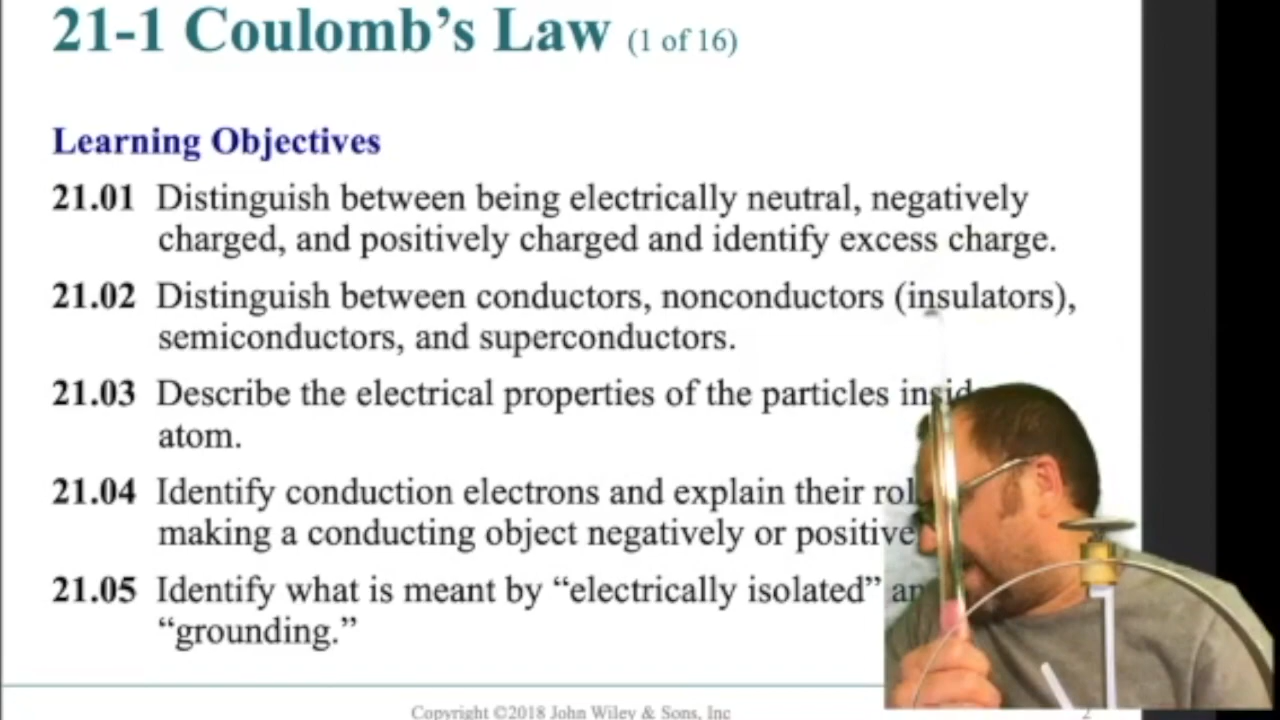 21-1 Coulomb’s Law (1 of 16)
Learning Objectives
21.01 Distinguish between being electrically neutral, negatively
charged, and positively charged and identify excess charge.
21.02 Distinguish between conductors, nonconductors (insulators),
semiconductors, and superconductors.
21.03 Describe the electrical properties of the particles
atom.
21.04 Identify conduction electrons and explain their
making a conducting object negatively or
21.05 Identify what is meant by “electrically isolated”
“grounding.”
Copyright ©2018 John Wiley & Sons, Inc
2